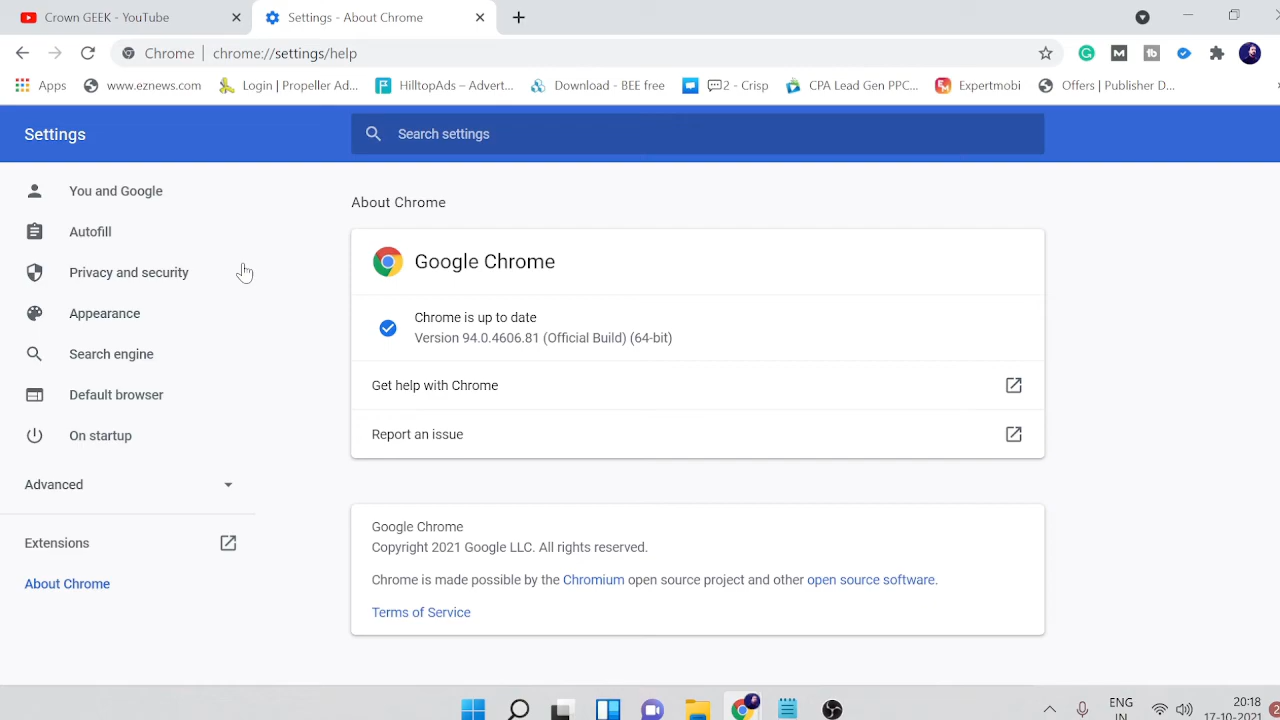 Crown GEEK - YouTube
Settings - About Chrome
Chrome
chrome://settings/help
Apps
www.eznews.com
Login | Propeller Ad...
HilltopAds – Advert...
Download - BEE free
2 - Crisp
CPA Lead Gen PPC...
Expertmobi
Offers | Publisher D...
Settings
Search settings
You and Google
Autofill
Privacy and security
Appearance
Search engine
Default browser
On startup
Advanced
Extensions
About Chrome
About Chrome
Google Chrome
Chrome is up to date
Version 94.0.4606.81 (Official Build) (64-bit)
Get help with Chrome
Report an issue
Google Chrome
Copyright 2021 Google LLC. All rights reserved.
Chrome is made possible by the Chromium open source project and other open source software.
Terms of Service
ENG
IN
20:18
17-10-2021
2